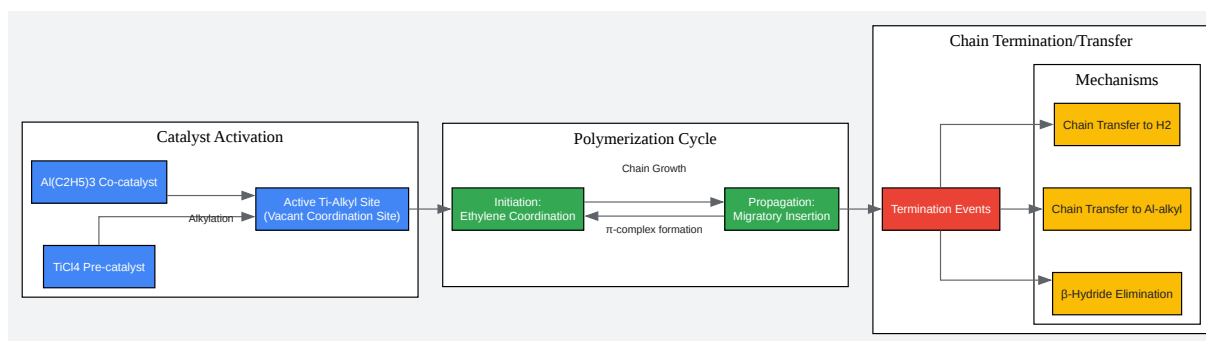 Catalyst Activation
Al(C2H5)3 Co-catalyst
Alkylation
TiCl4 Pre-catalyst
Active Ti-Alkyl Site
(Vacant Coordination Site)
Polymerization Cycle
Chain Growth
Initiation:
Ethylene Coordination
Propagation:
Migratory Insertion
π-complex formation
Chain Termination/Transfer
Termination Events
Mechanisms
Chain Transfer to H2
Chain Transfer to Al-alkyl
β-Hydride Elimination